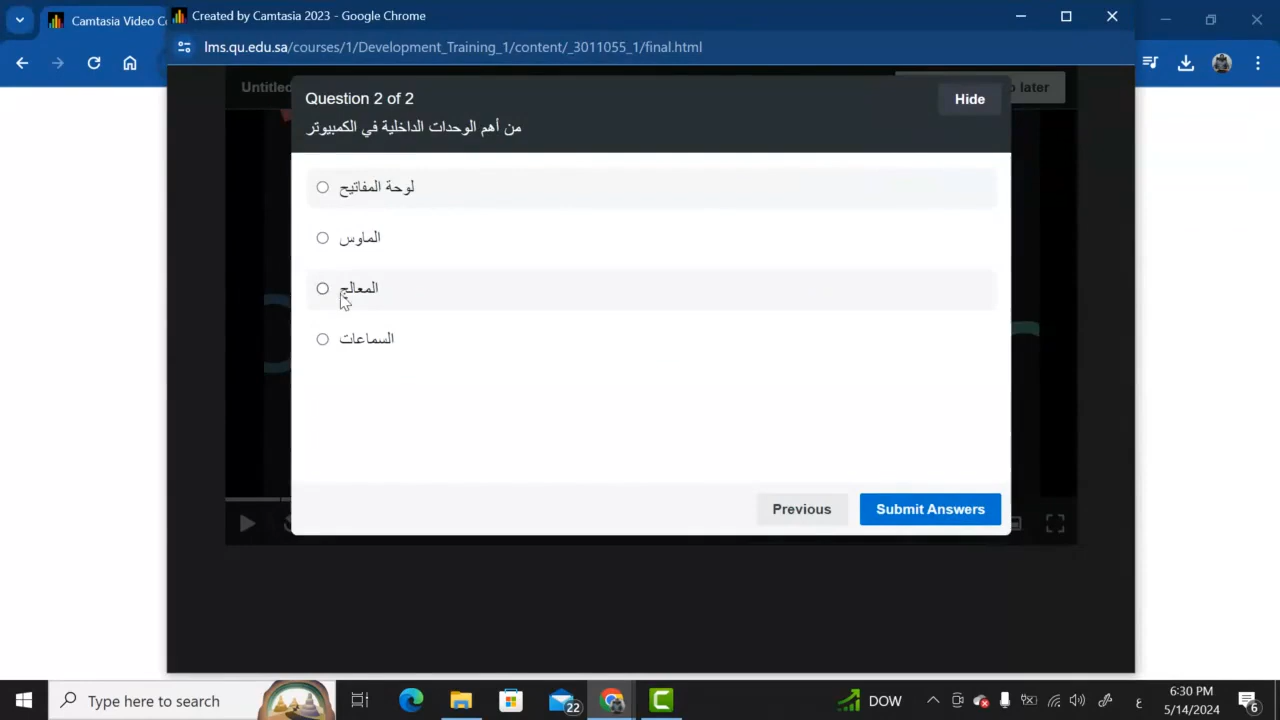 Camtasia Video Co
Created by Camtasia 2023 - Google Chrome
lms.qu.edu.sa/courses/1/Development_Training_1/content/_3011055_1/final.html
Untitled
later
Question 2 of 2
Hide
من أهم الوحدات الداخلية في الكمبيوتر
لوحة المفاتيح
الماوس
المعالج
السماعات
Previous
Submit Answers
Type here to search
22
DOW
ع
6:30 PM
5/14/2024
6